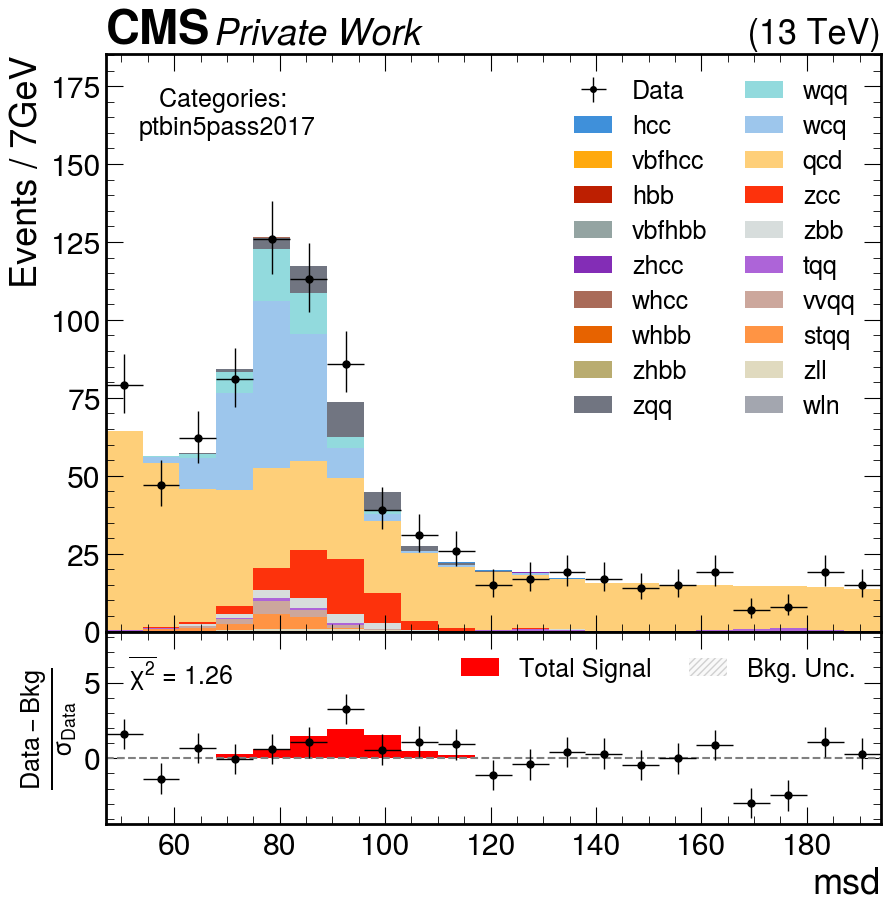 CMS Private Work (13 TeV)
Events / 7GeV
175
150
125
100
75
50
25
0
Categories:
ptbin5pass2017
Data
hcc
vbfhcc
hbb
vbfhbb
zhcc
whcc
whbb
zhbb
zqq
wqq
wcq
qcd
zcc
zbb
tqq
vvqq
stqq
zll
wln
Data – Bkg
σData
5
0
χ² = 1.26
Total Signal
Bkg. Unc.
60 80 100 120 140 160 180
msd